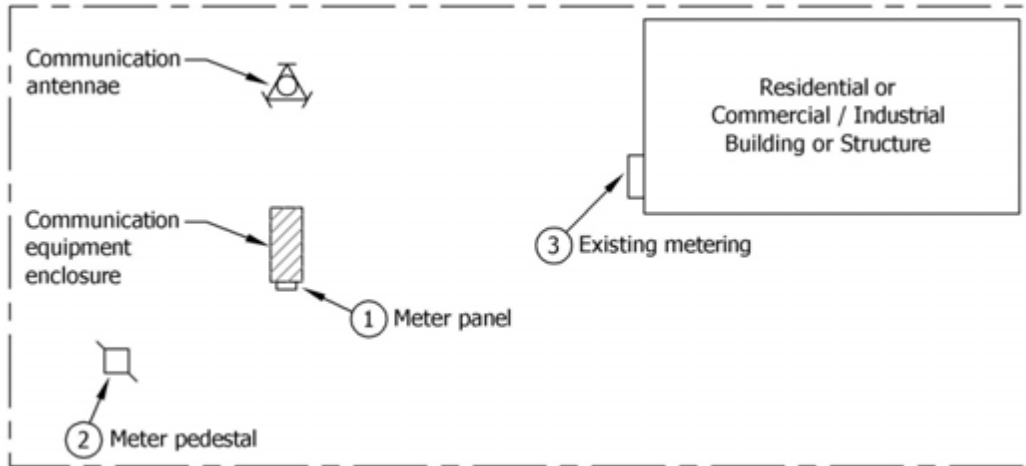 Communication
antennae
Residential or
Commercial / Industrial
Building or Structure
Communication
equipment
enclosure
3 Existing metering
1 Meter panel
2 Meter pedestal